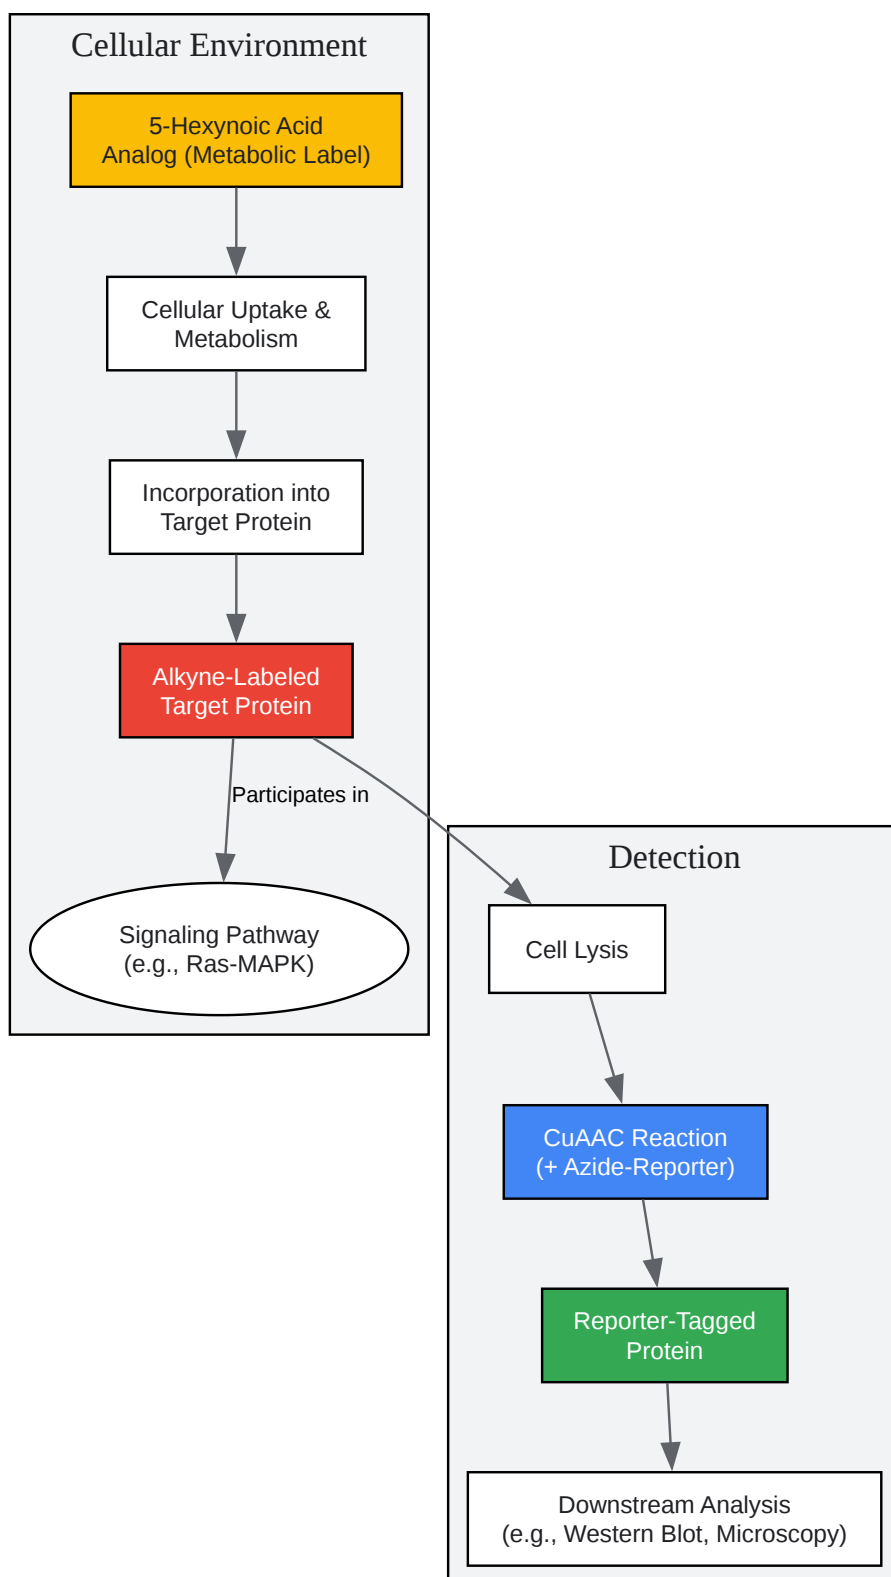 Cellular Environment
5-Hexynoic Acid
Analog (Metabolic Label)
Cellular Uptake &
Metabolism
Incorporation into
Target Protein
Alkyne-Labeled
Target Protein
Participates in
Signaling Pathway
(e.g., Ras-MAPK)
Detection
Cell Lysis
CuAAC Reaction
(+ Azide-Reporter)
Reporter-Tagged
Protein
Downstream Analysis
(e.g., Western Blot, Microscopy)